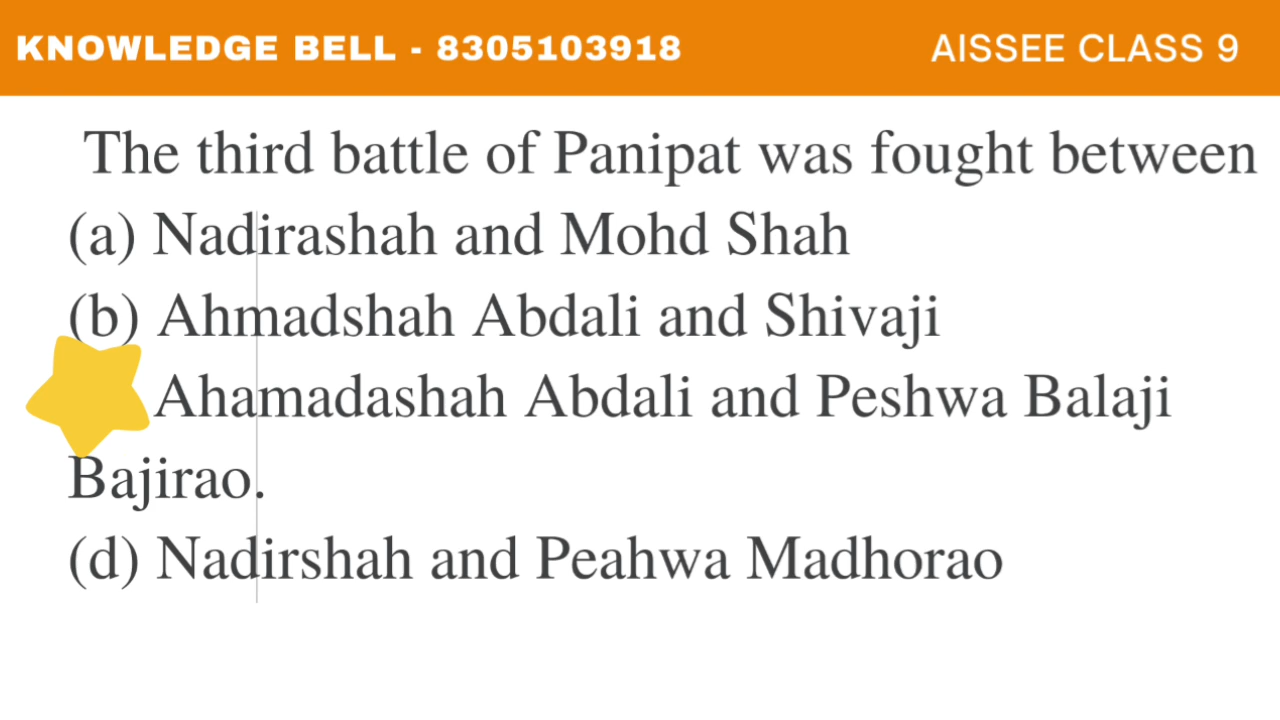 KNOWLEDGE BELL - 8305103918
AISSEE CLASS 9
The third battle of Panipat was fought between
(a) Nadirashah and Mohd Shah
(b) Ahmadshah Abdali and Shivaji
Ahamadashah Abdali and Peshwa Balaji
Bajirao.
(d) Nadirshah and Peahwa Madhorao